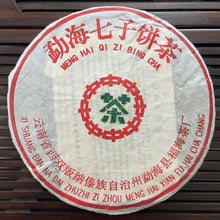 勐海七子饼茶
MENG HAI QI ZI BING CHA
茶
云南省西双版纳傣族自治州勐海县福海茶厂
XI SHUANG BAN NA DAI ZHUZHI ZI ZHOU MENG HAI XIAN FU HAI CHA CHANG